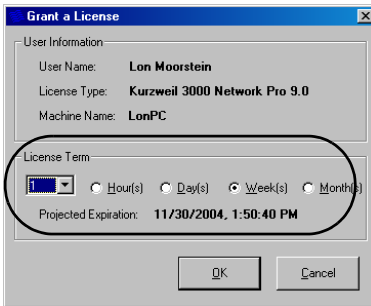 Grant a License
User Information
User Name: Lon Moorstein
License Type: Kurzweil 3000 Network Pro 9.0
Machine Name: LonPC
License Term
1 Hour(s) Day(s) Week(s) Month(s)
Projected Expiration: 11/30/2004, 1:50:40 PM
OK Cancel